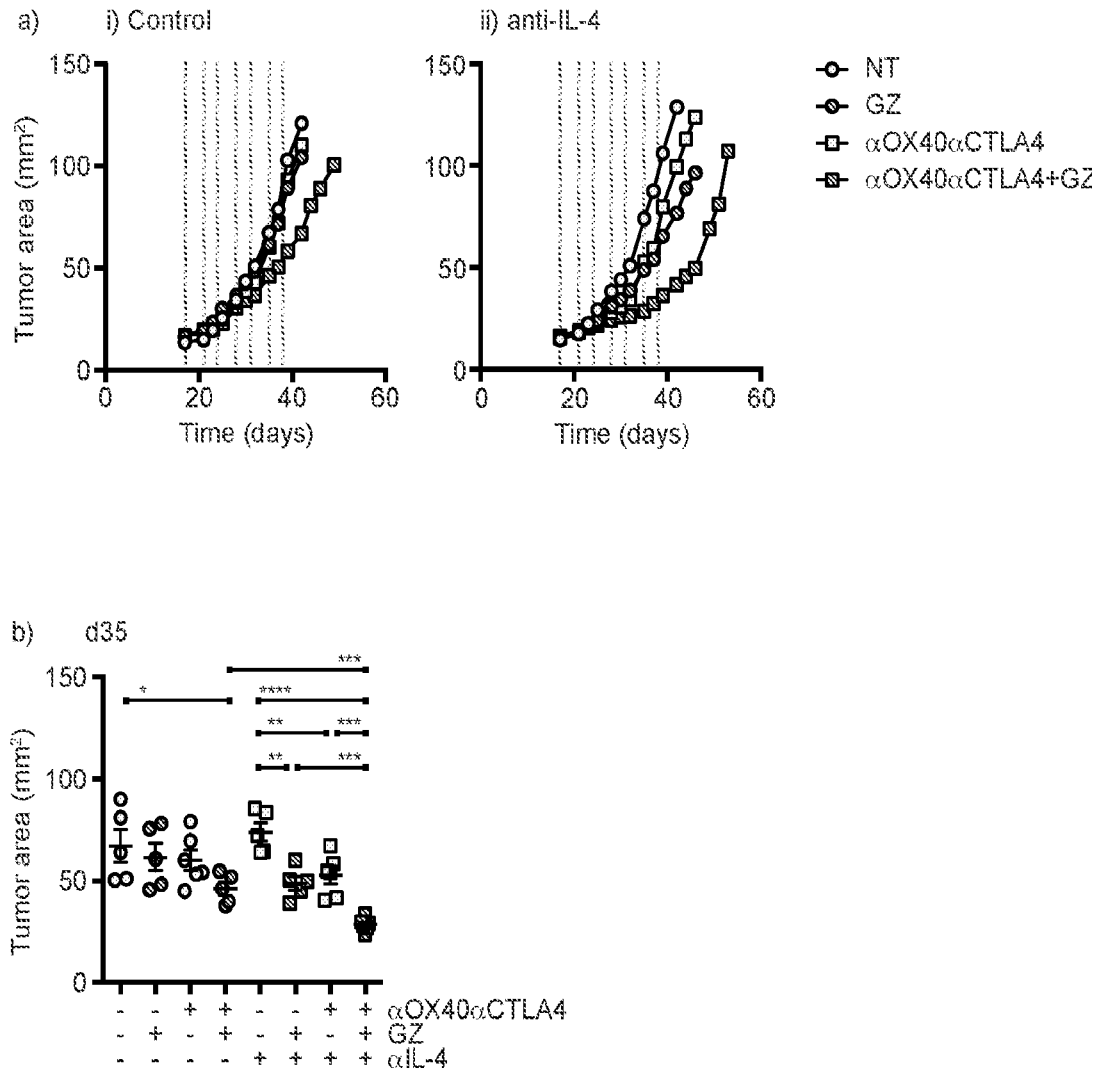 a) i) Control ii) anti-IL-4
150
100
50
0
0 20 40 60
Tumor area (mm²)
Time (days)
150
100
50
0
0 20 40 60
Time (days)
NT
GZ
αOX40αCTLA4
αOX40αCTLA4+GZ
b) d35
150
100
50
0
Tumor area (mm²)
***
* ****
** ***
** ***
- - + + - - + + αOX40αCTLA4
- + - + - + - + GZ
- - - - + + + + αIL-4